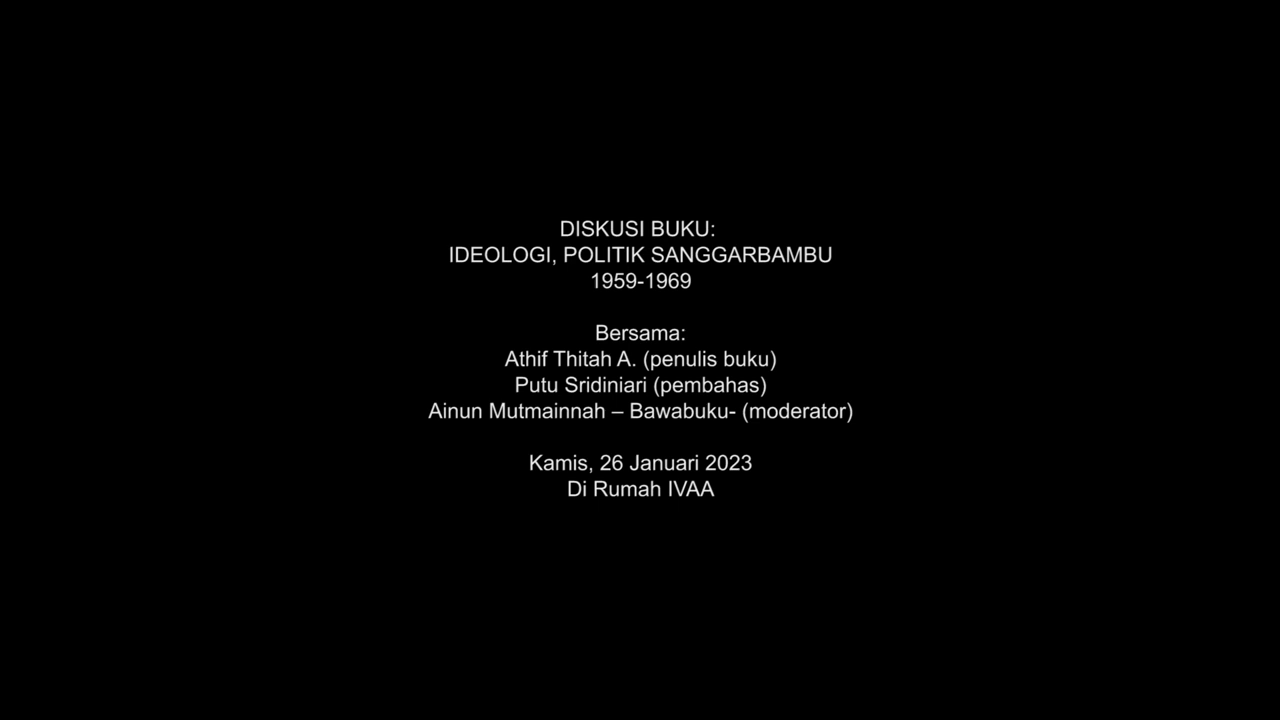 DISKUSI BUKU:
IDEOLOGI, POLITIK SANGGARBAMBU
1959-1969
Bersama:
Athif Thitah A. (penulis buku)
Putu Sridiniari (pembahas)
Ainun Mutmainnah – Bawabuku- (moderator)
Kamis, 26 Januari 2023
Di Rumah IVAA